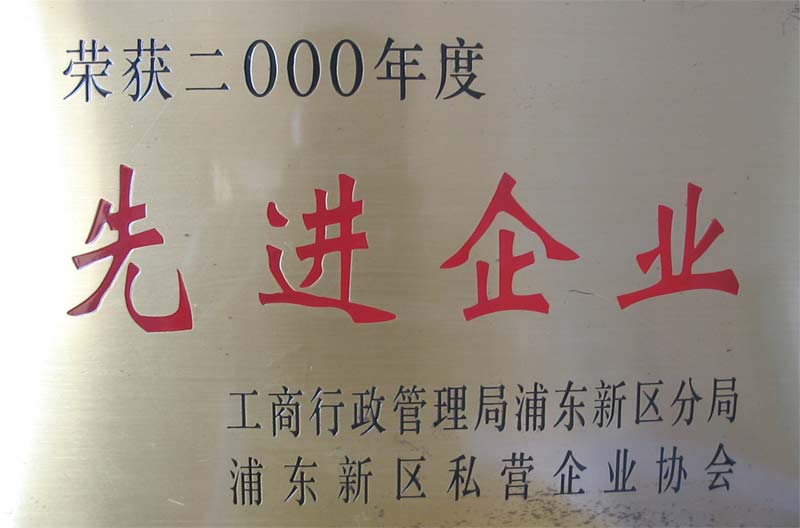 荣获二000年度
先进企业
工商行政管理局浦东新区分局
浦东新区私营企业协会